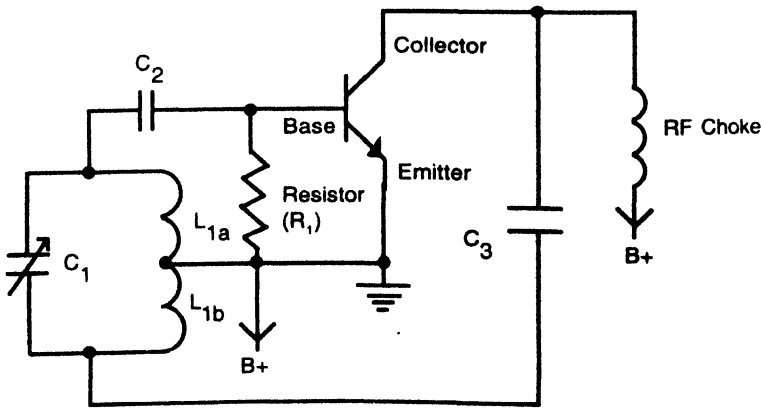 Collector
C2
Base
RF Choke
Emitter
Resistor
(R1)
L1a
C1
C3
B+
L1b
B+